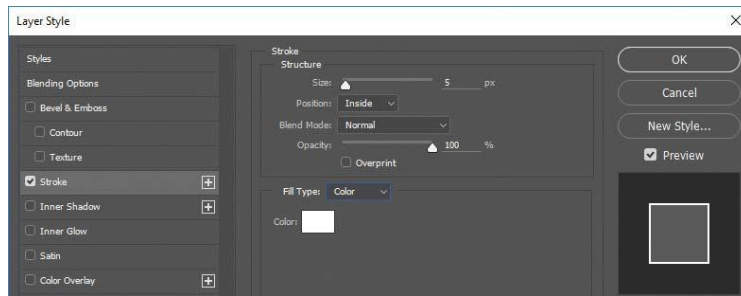 Layer Style
Styles
Blending Options
Bevel & Emboss
Contour
Texture
Stroke
Inner Shadow
Inner Glow
Satin
Color Overlay
Stroke
Structure
Size: 5 px
Position: Inside
Blend Mode: Normal
Opacity: 100 %
Overprint
Fill Type: Color
Color:
OK
Cancel
New Style...
Preview